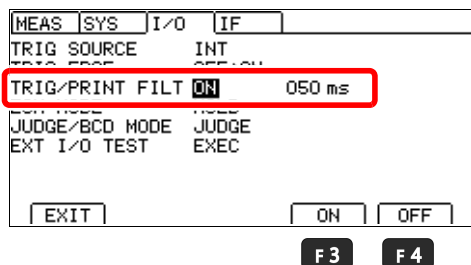 MEAS SYS I/O IF
TRIG SOURCE INT
TRIG/PRINT FILT ON 050 ms
JUDGE/BCD MODE JUDGE
EXT I/O TEST EXEC
EXIT ON OFF
F3 F4